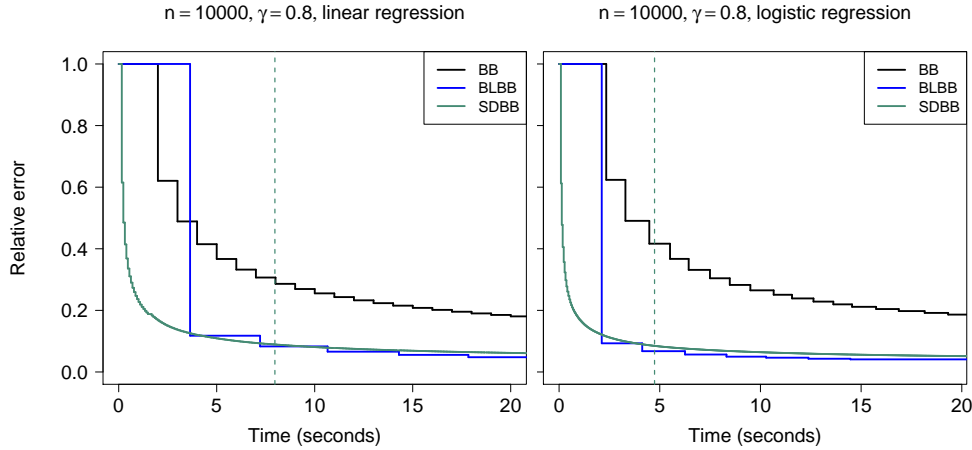 n = 10000, γ = 0.8, linear regression
n = 10000, γ = 0.8, logistic regression
Relative error
1.0
0.8
0.6
0.4
0.2
0.0
BB
BLBB
SDBB
0
5
10
15
20
Time (seconds)
BB
BLBB
SDBB
0
5
10
15
20
Time (seconds)